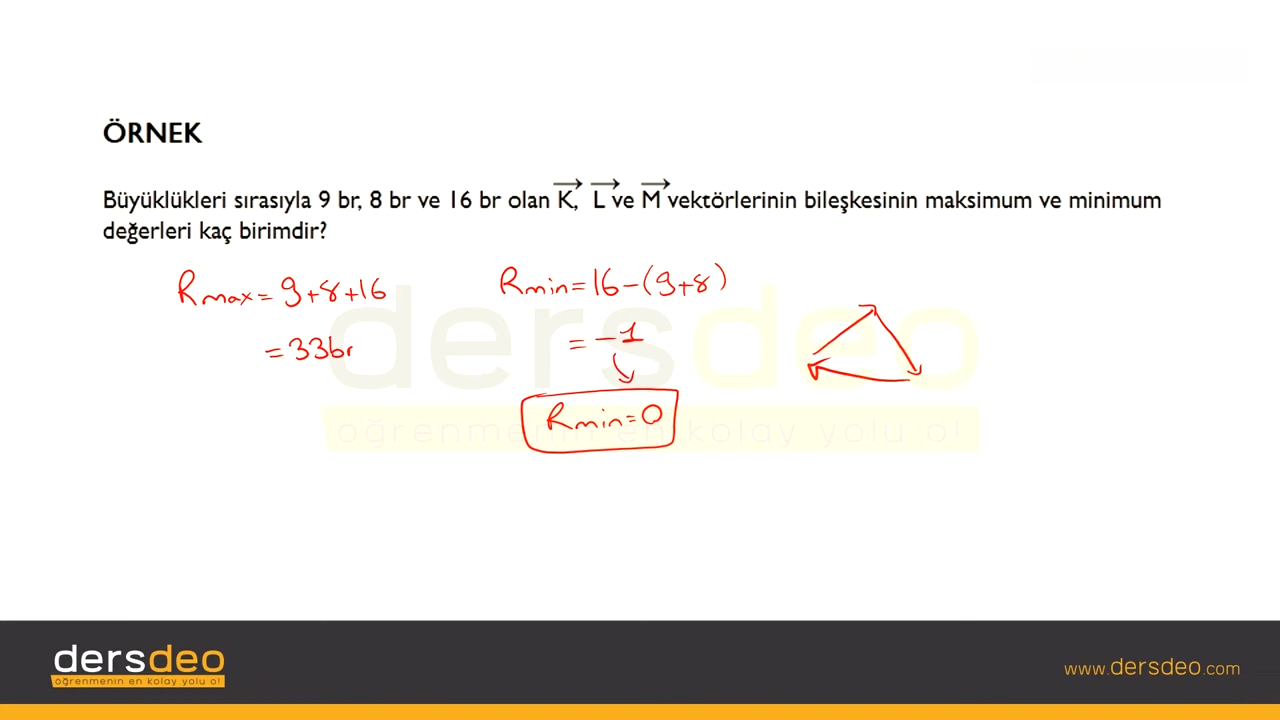 ÖRNEK
Büyüklükleri sırasıyla 9 br, 8 br ve 16 br olan K, L ve M vektörlerinin bileşkesinin maksimum ve minimum
değerleri kaç birimdir?
Rmax = 9+8+16
= 33br
Rmin = 16-(9+8)
= -1
Rmin = 0
dersdeo
öğrenmenin en kolay yolu o!
dersdeo
öğrenmenin en kolay yolu o!
www.dersdeo.com